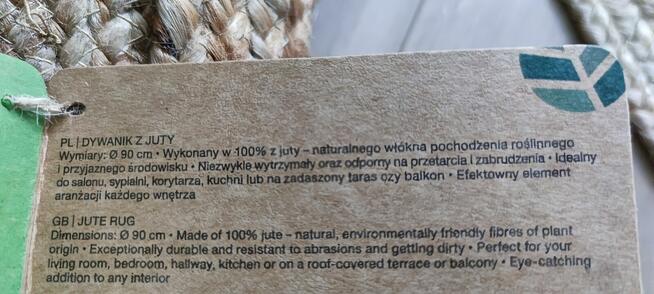 PL | DYWANIK Z JUTY
Wymiary: Ø 90 cm • Wykonany w 100% z juty – naturalnego włókna pochodzenia roślinnego
i przyjaznego środowisku • Niezwykle wytrzymały oraz odporny na przetarcia i zabrudzenia • Idealny
do salonu, sypialni, korytarza, kuchni lub na zadaszony taras czy balkon • Efektowny element
aranżacji każdego wnętrza
GB | JUTE RUG
Dimensions: Ø 90 cm • Made of 100% jute – natural, environmentally friendly fibres of plant
origin • Exceptionally durable and resistant to abrasions and getting dirty • Perfect for your
living room, bedroom, hallway, kitchen or on a roof-covered terrace or balcony • Eye-catching
addition to any interior